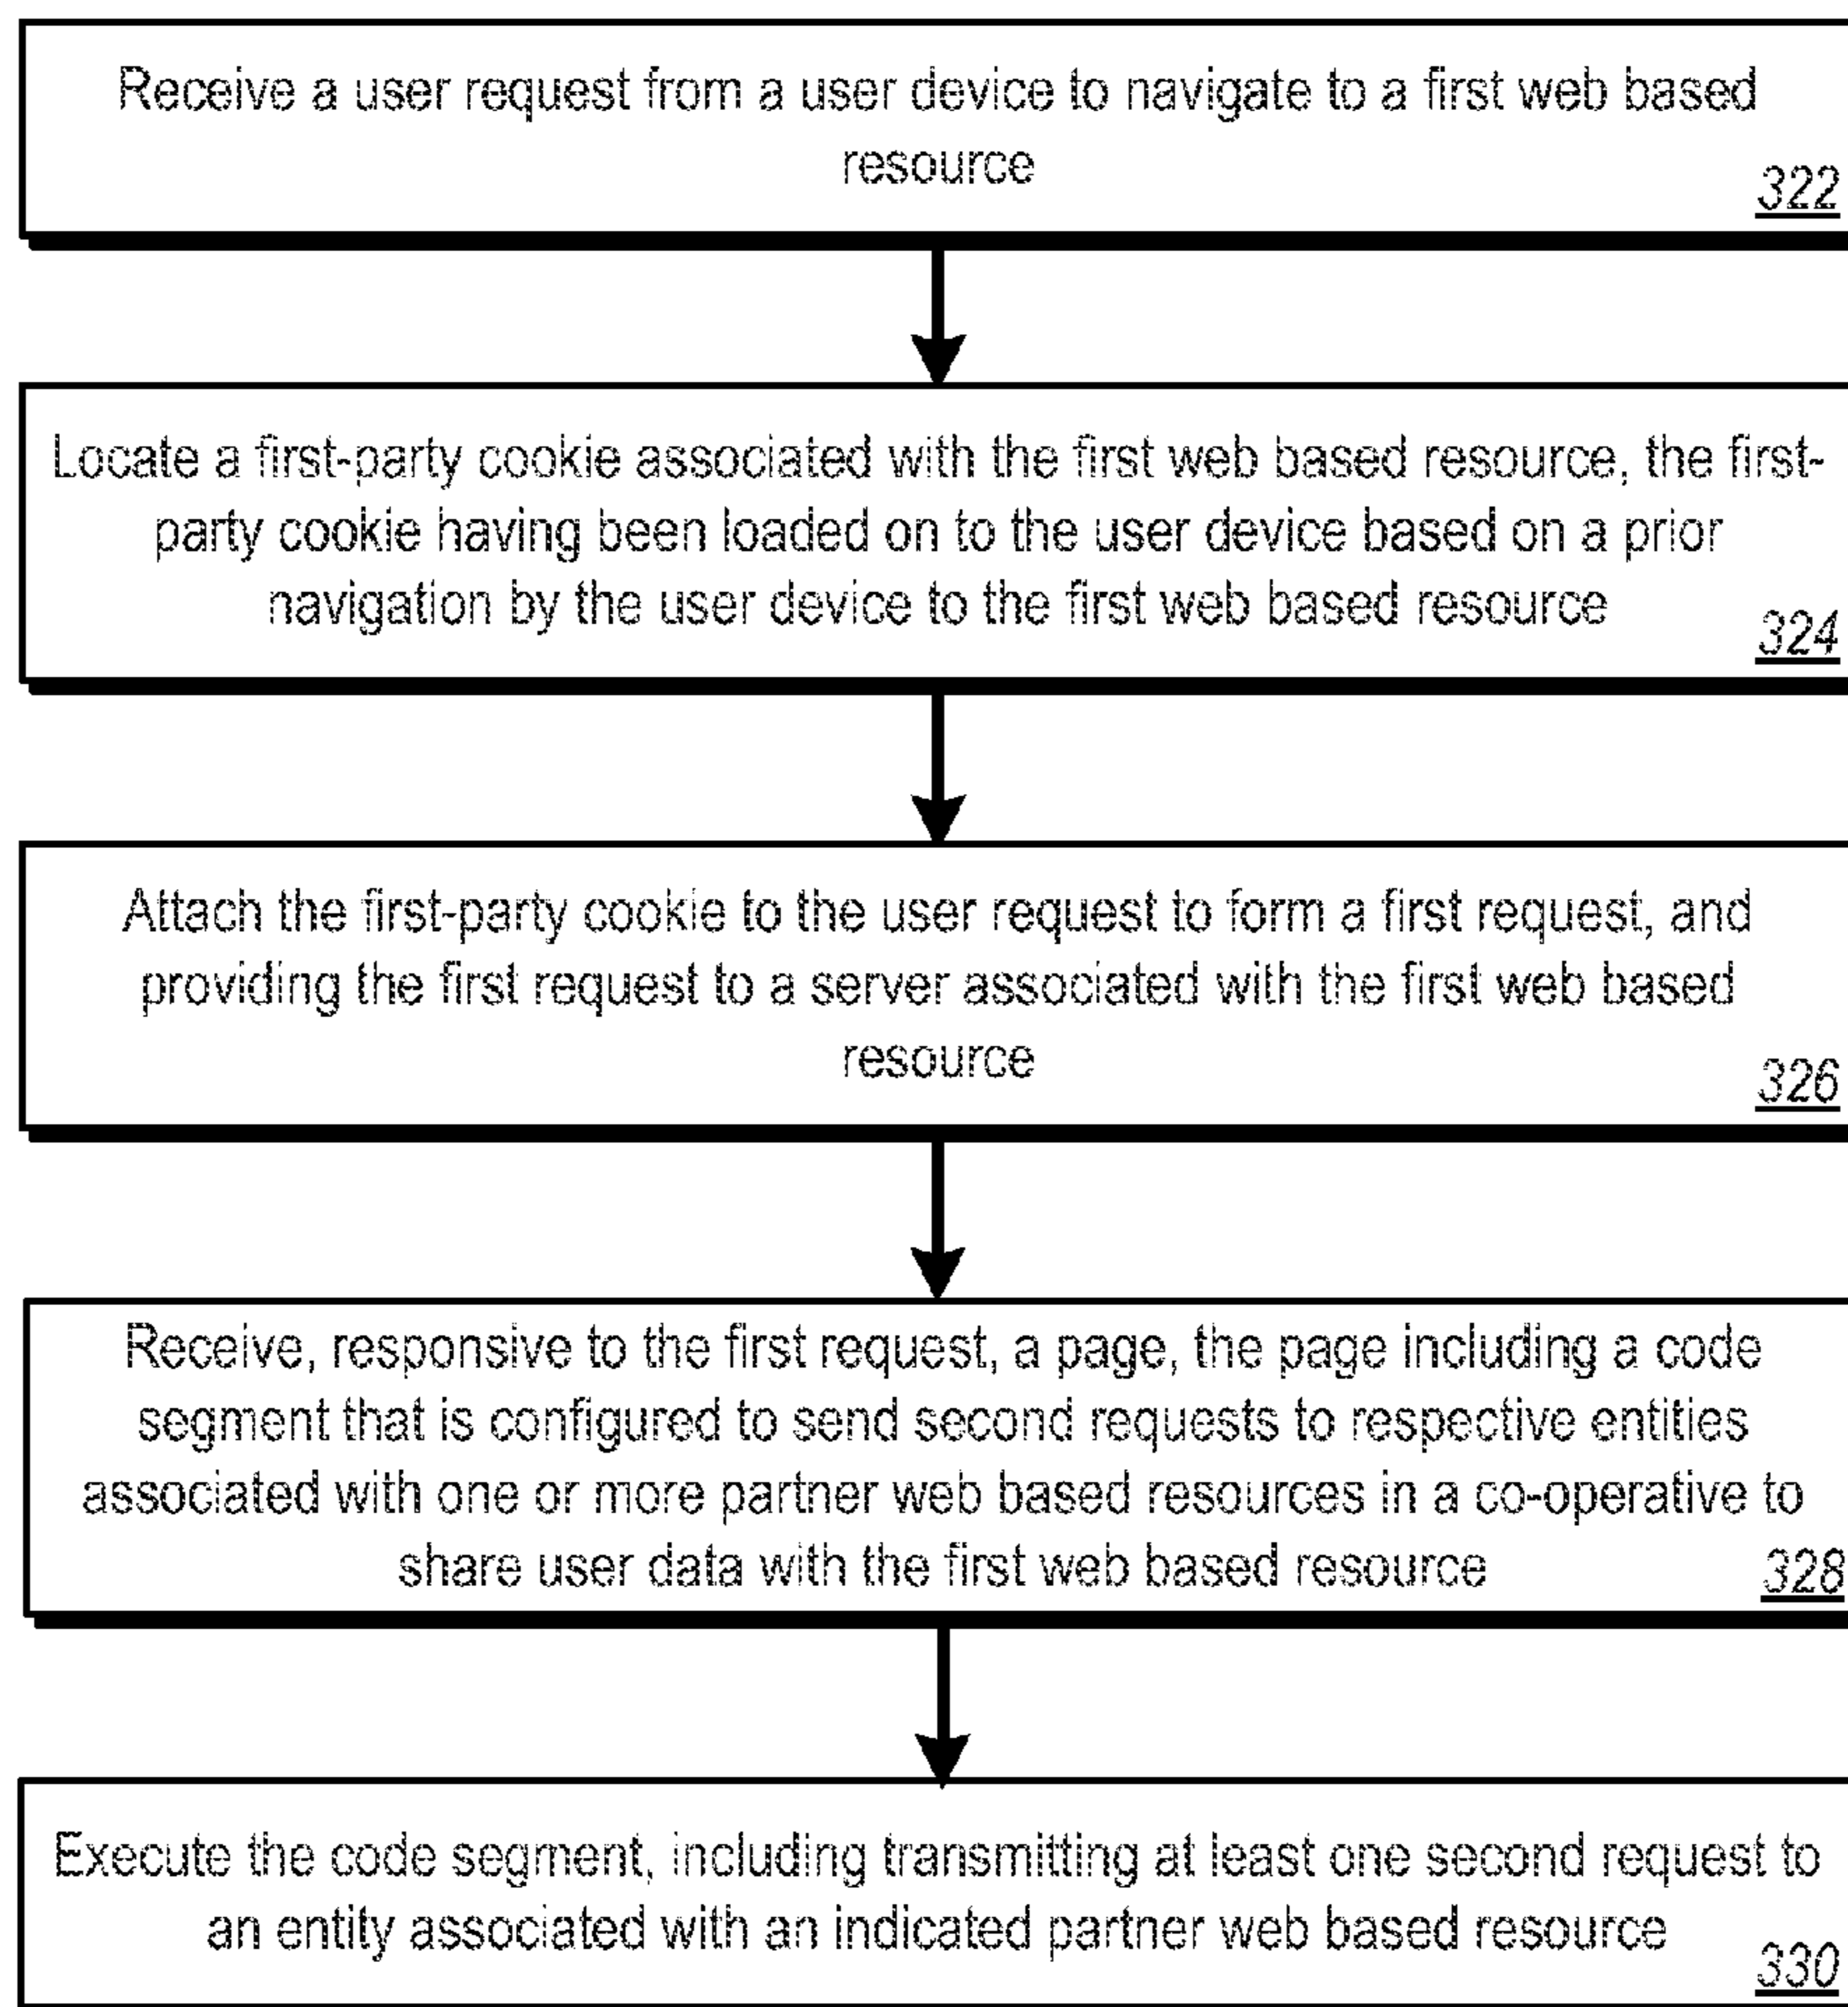 Receive a user request from a user device to navigate to a first web based
resource
322
Locate a first-party cookie associated with the first web based resource, the first-
party cookie having been loaded on to the user device based on a prior
navigation by the user device to the first web based resource
324
Attach the first-party cookie to the user request to form a first request, and
providing the first request to a server associated with the first web based
resource
326
Receive, responsive to the first request, a page, the page including a code
segment that is configured to send second requests to respective entities
associated with one or more partner web based resources in a co-operative to
share user data with the first web based resource
328
Execute the code segment, including transmitting at least one second request to
an entity associated with an indicated partner web based resource
330